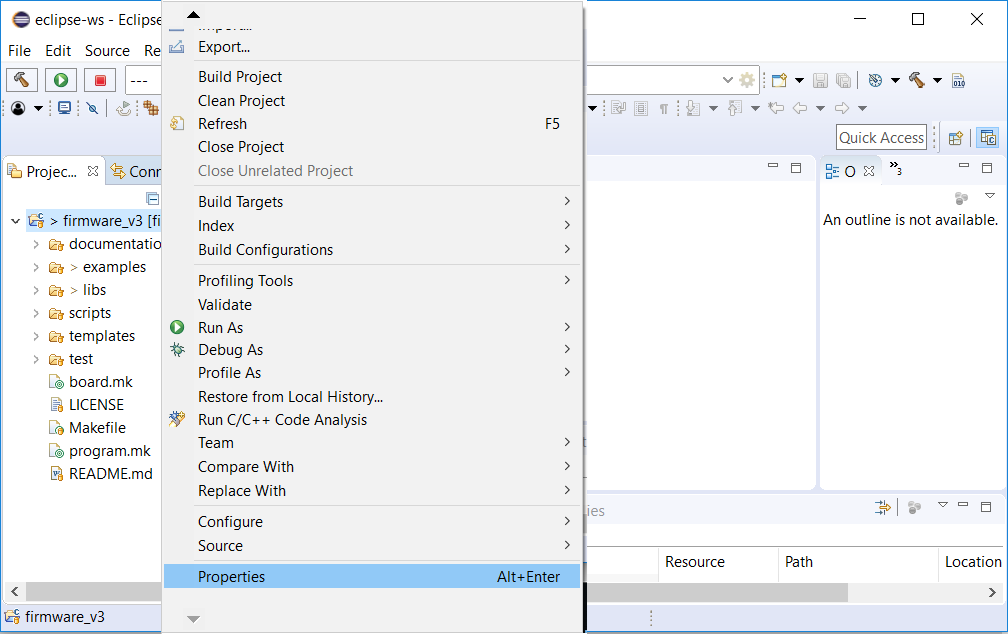 eclipse-ws - Eclipse
File Edit Source Re
---
Quick Access
Projec... Conn
> firmware_v3 [fi
documentatio
> examples
> libs
scripts
templates
test
board.mk
LICENSE
Makefile
program.mk
README.md
firmware_v3
Export...
Build Project
Clean Project
Refresh F5
Close Project
Close Unrelated Project
Build Targets
Index
Build Configurations
Profiling Tools
Validate
Run As
Debug As
Profile As
Restore from Local History...
Run C/C++ Code Analysis
Team
Compare With
Replace With
Configure
Source
Properties Alt+Enter
O
3
An outline is not available.
ies
Resource Path Location
010